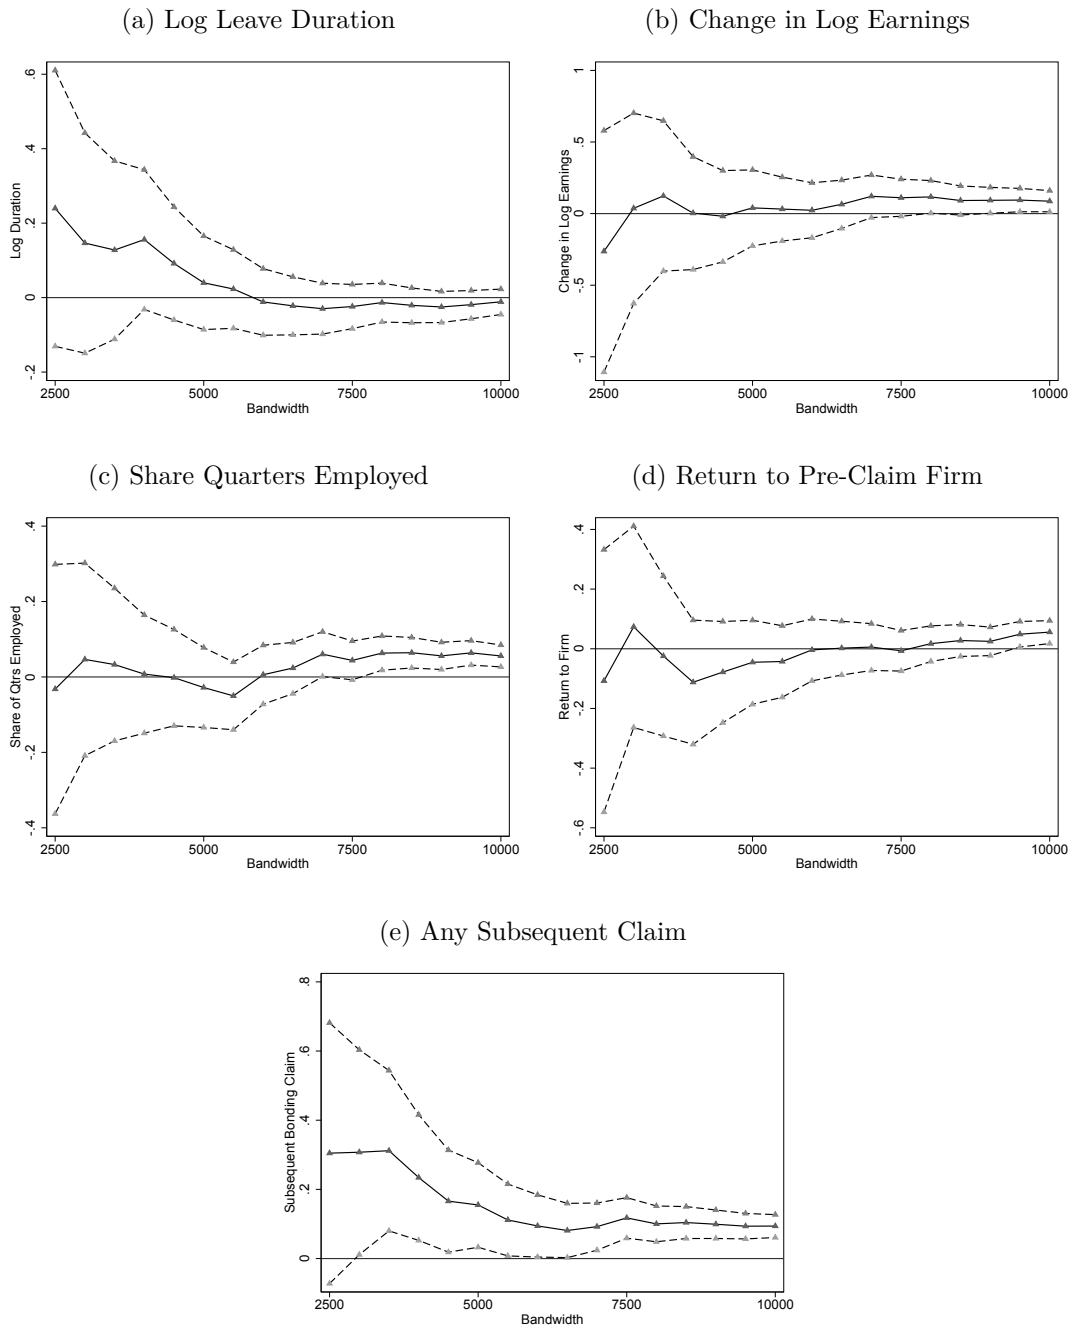 (a) Log Leave Duration
.6
.4
.2
0
-.2
Log Duration
2500 5000 7500 10000
Bandwidth
(b) Change in Log Earnings
1
.5
0
-.5
-1
Change in Log Earnings
2500 5000 7500 10000
Bandwidth
(c) Share Quarters Employed
.4
.2
0
-.2
-.4
Share of Qtrs Employed
2500 5000 7500 10000
Bandwidth
(d) Return to Pre-Claim Firm
.4
.2
0
-.2
-.4
-.6
Return to Firm
2500 5000 7500 10000
Bandwidth
(e) Any Subsequent Claim
.8
.6
.4
.2
0
Subsequent Bonding Claim
2500 5000 7500 10000
Bandwidth